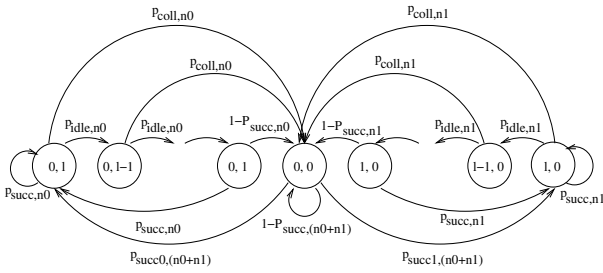 p_coll,n0 p_coll,n1
p_coll,n0 p_coll,n1
p_idle,n0 p_idle,n0 1−P_succ,n0 1−P_succ,n1 p_idle,n1 p_idle,n1
0, l 0, l−1 0, 1 0, 0 1, 0 l−1, 0 l, 0
p_succ,n0 p_succ,n1
p_succ,n0 1−P_succ,(n0+n1) p_succ,n1
p_succ0,(n0+n1) p_succ1,(n0+n1)